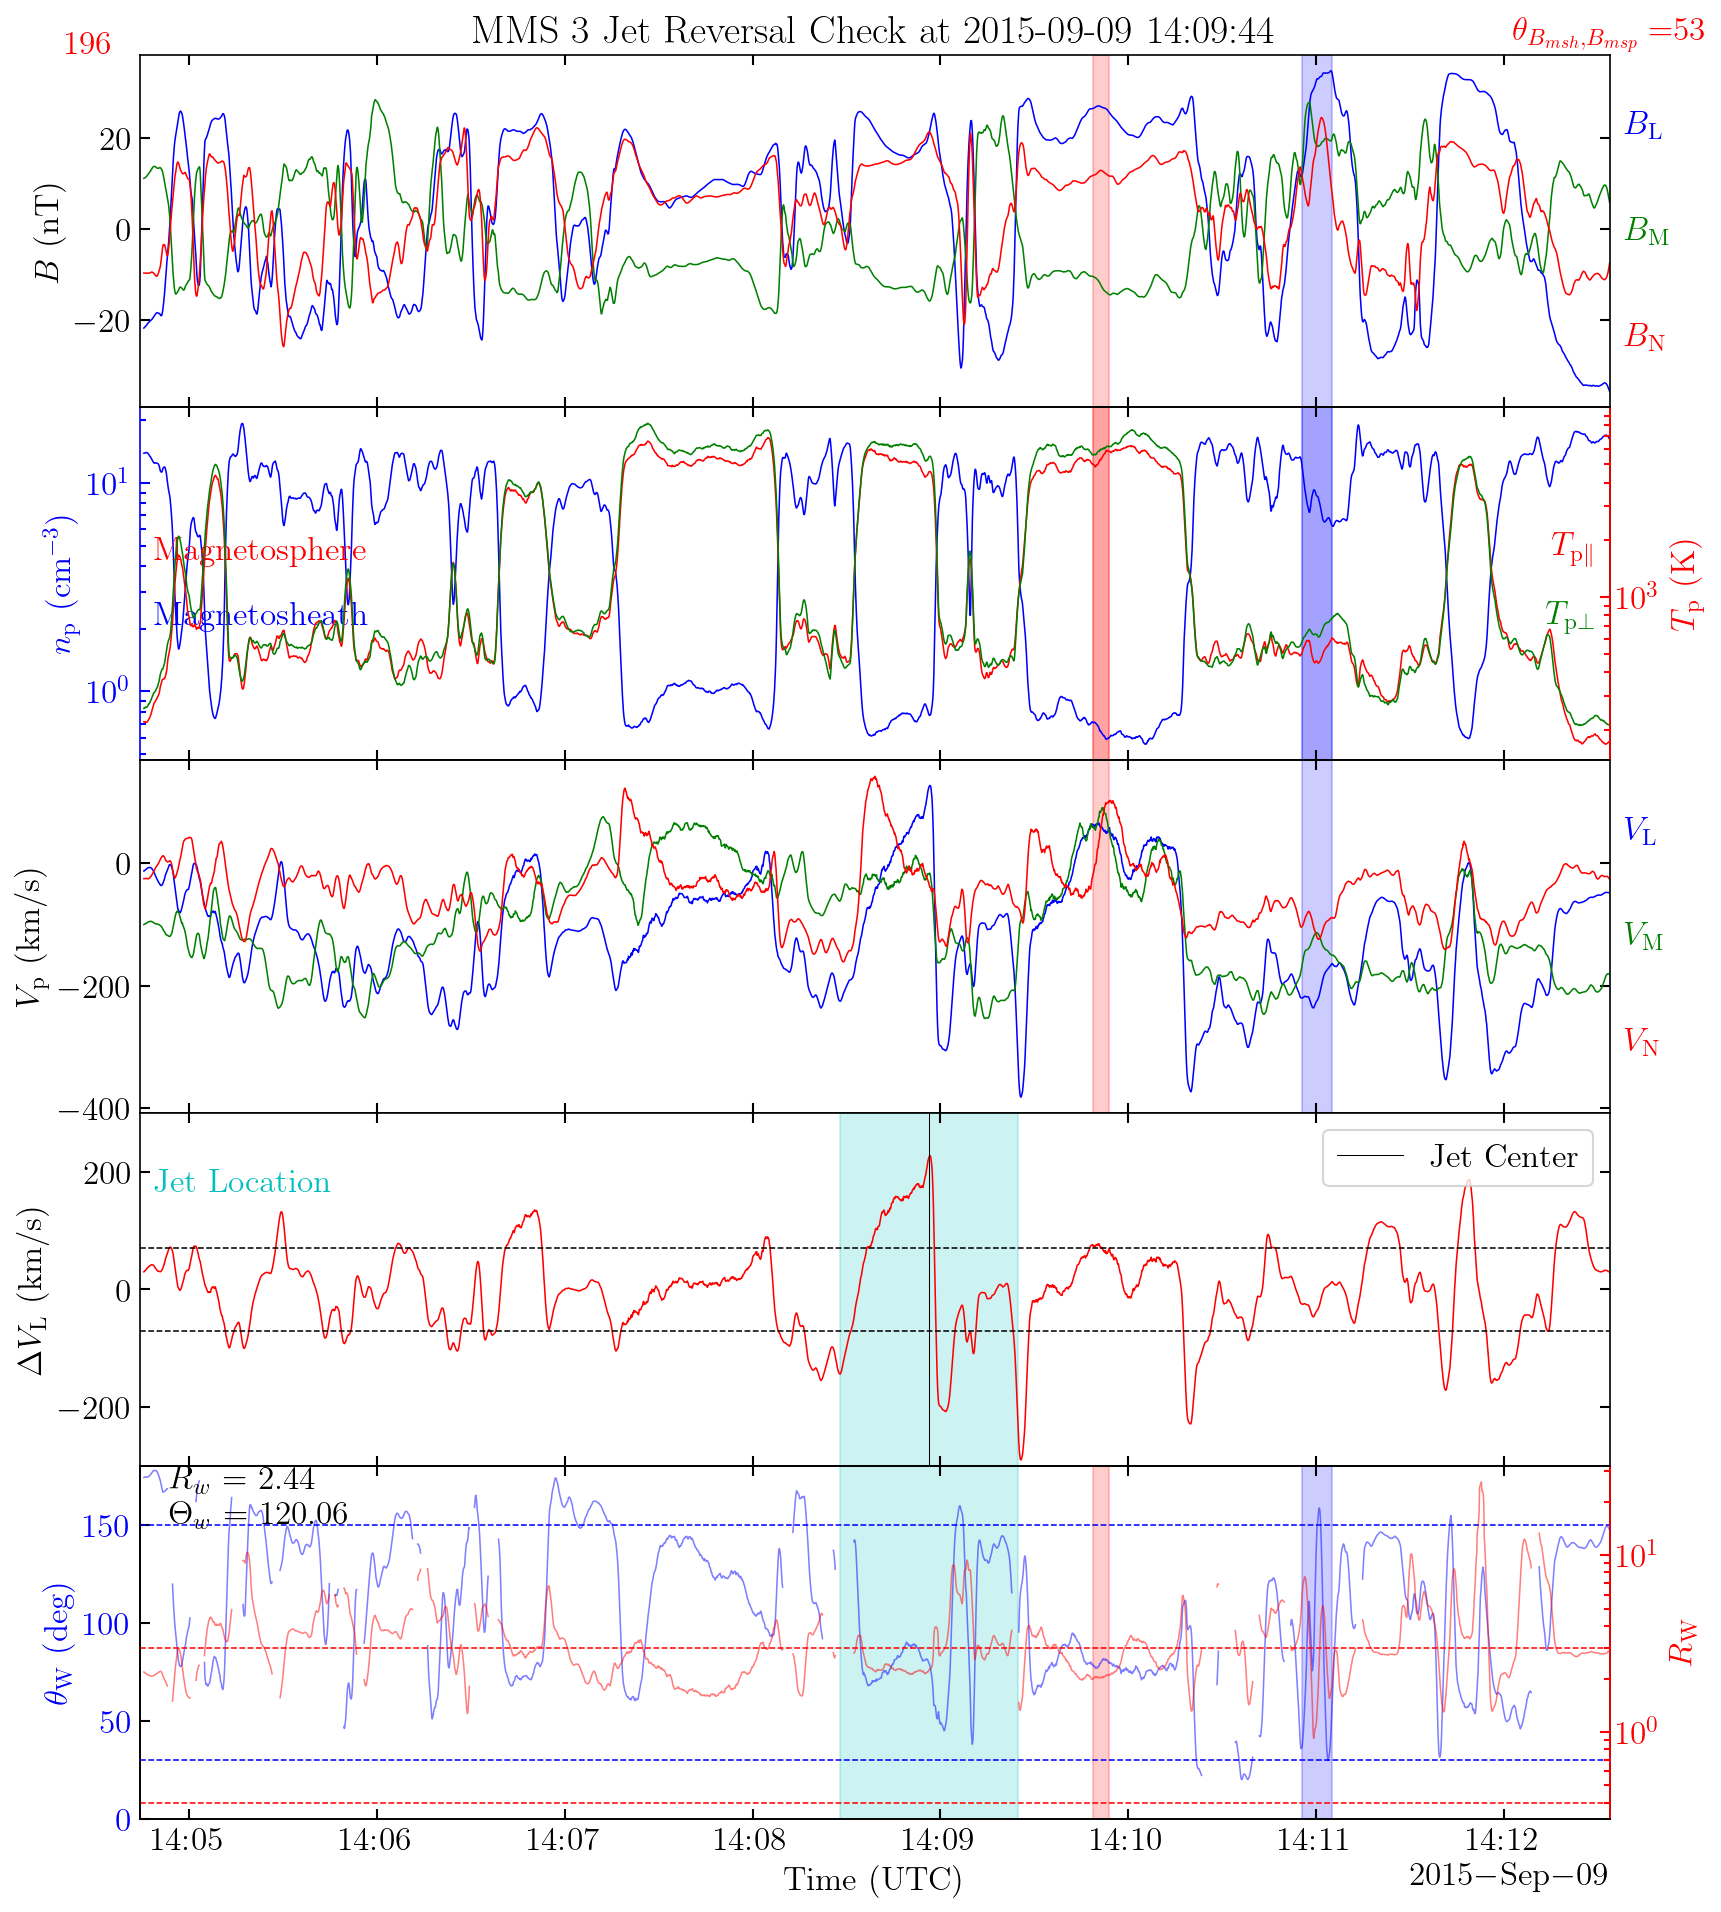 MMS 3 Jet Reversal Check at 2015-09-09 14:09:44
196
θ_{B_{msh},B_{msp}} =53
B (nT)
20
0
−20
B_L
B_M
B_N
n_p (cm^{−3})
10^1
10^0
Magnetosphere
Magnetosheath
T_{p∥}
T_{p⊥}
10^3
T_p (K)
V_p (km/s)
0
−200
−400
V_L
V_M
V_N
ΔV_L (km/s)
200
0
−200
Jet Location
Jet Center
R_w = 2.44
Θ_w = 120.06
θ_W (deg)
150
100
50
0
10^1
10^0
R_W
14:05 14:06 14:07 14:08 14:09 14:10 14:11 14:12
Time (UTC)
2015−Sep−09